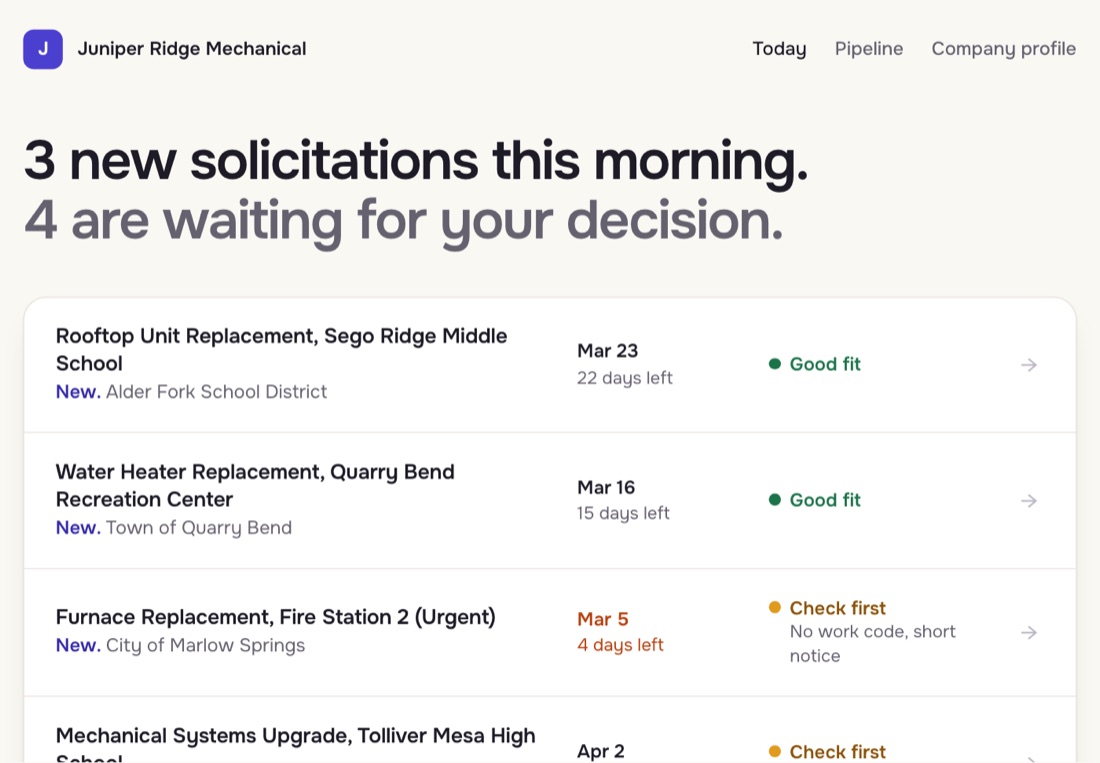 J
Juniper Ridge Mechanical
Today
Pipeline
Company profile
3 new solicitations this morning.
4 are waiting for your decision.
Rooftop Unit Replacement, Sego Ridge Middle
School
New. Alder Fork School District
Mar 23
22 days left
Good fit
Water Heater Replacement, Quarry Bend
Recreation Center
New. Town of Quarry Bend
Mar 16
15 days left
Good fit
Furnace Replacement, Fire Station 2 (Urgent)
New. City of Marlow Springs
Mar 5
4 days left
Check first
No work code, short
notice
Mechanical Systems Upgrade, Tolliver Mesa High
School
Apr 2
Check first